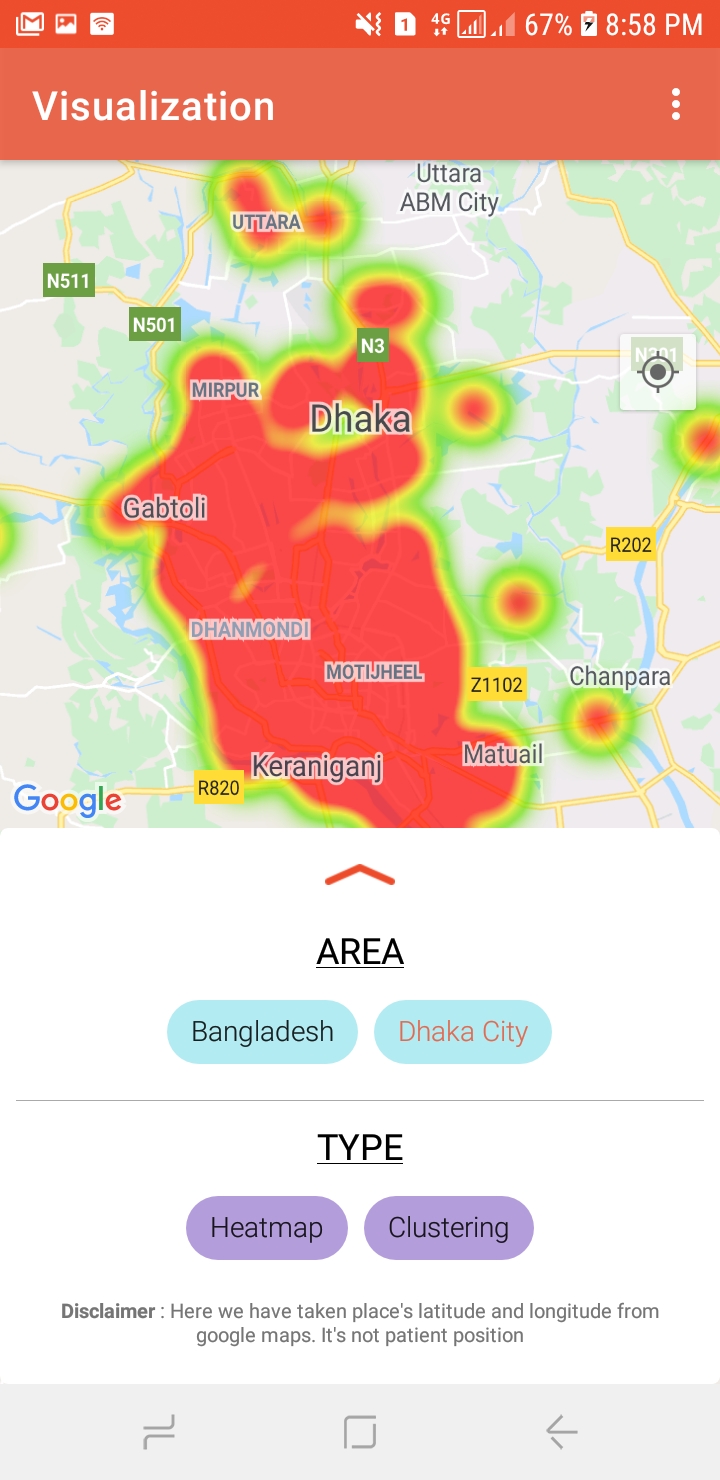 4G
1
67%
8:58 PM
Visualization
Uttara
ABM City
UTTARA
N511
N501
N3
N301
MIRPUR
Dhaka
Gabtoli
R202
DHANMONDI
MOTIJHEEL
Z1102
Chanpara
Matuail
Keraniganj
R820
Google
AREA
Bangladesh
Dhaka City
TYPE
Heatmap
Clustering
Disclaimer : Here we have taken place's latitude and longitude from
google maps. It's not patient position